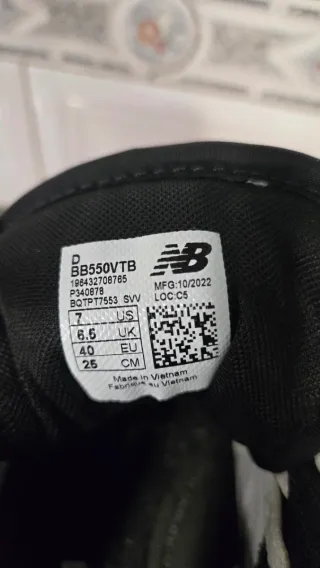 D
BB550VTB
196432708765
P340878
BQTPT7553 SVV
NB
MFG:10/2022
LOC:C5
7 US
6.5 UK
40 EU
25 CM
Made in Vietnam
Fabriqué au Vietnam